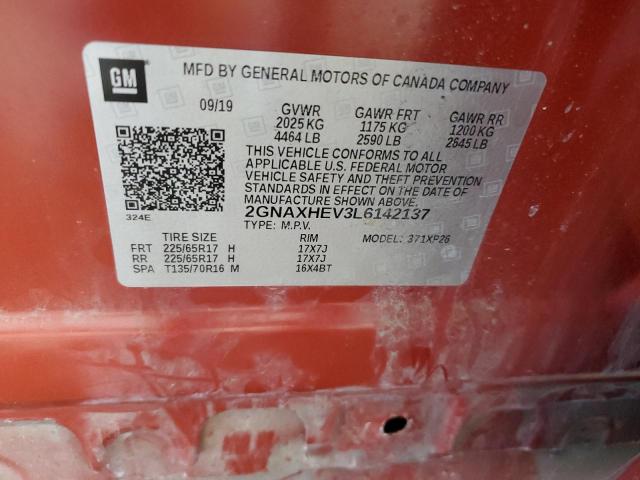 GM
MFD BY GENERAL MOTORS OF CANADA COMPANY
09/19 GVWR GAWR FRT GAWR RR
2025 KG 1175 KG 1200 KG
4464 LB 2590 LB 2645 LB
THIS VEHICLE CONFORMS TO ALL
APPLICABLE U.S. FEDERAL MOTOR
VEHICLE SAFETY AND THEFT PREVENTION
STANDARDS IN EFFECT ON THE DATE OF
MANUFACTURE SHOWN ABOVE.
324E 2GNAXHEV3L6142137
TYPE: M.P.V. MODEL: 371XP26
TIRE SIZE RIM
FRT 225/65R17 H 17X7J
RR 225/65R17 H 17X7J
SPA T135/70R16 M 16X4BT